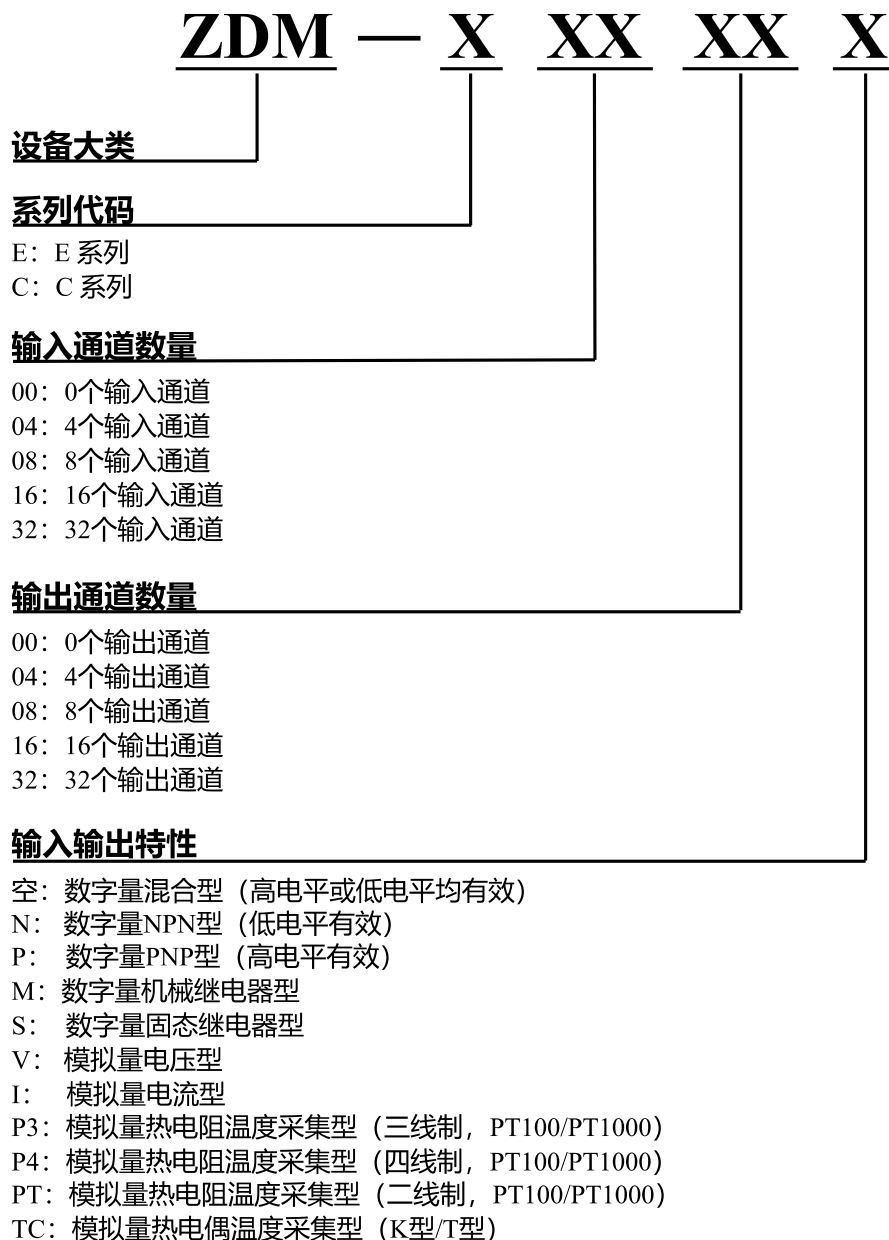 ZDM — X XX XX X
设备大类
系列代码
E：E 系列
C：C 系列
输入通道数量
00：0个输入通道
04：4个输入通道
08：8个输入通道
16：16个输入通道
32：32个输入通道
输出通道数量
00：0个输出通道
04：4个输出通道
08：8个输出通道
16：16个输出通道
32：32个输出通道
输入输出特性
空：数字量混合型（高电平或低电平均有效）
N：数字量NPN型（低电平有效）
P：数字量PNP型（高电平有效）
M：数字量机械继电器型
S：数字量固态继电器型
V：模拟量电压型
I：模拟量电流型
P3：模拟量热电阻温度采集型（三线制，PT100/PT1000）
P4：模拟量热电阻温度采集型（四线制，PT100/PT1000）
PT：模拟量热电阻温度采集型（二线制，PT100/PT1000）
TC：模拟量热电偶温度采集型（K型/T型）